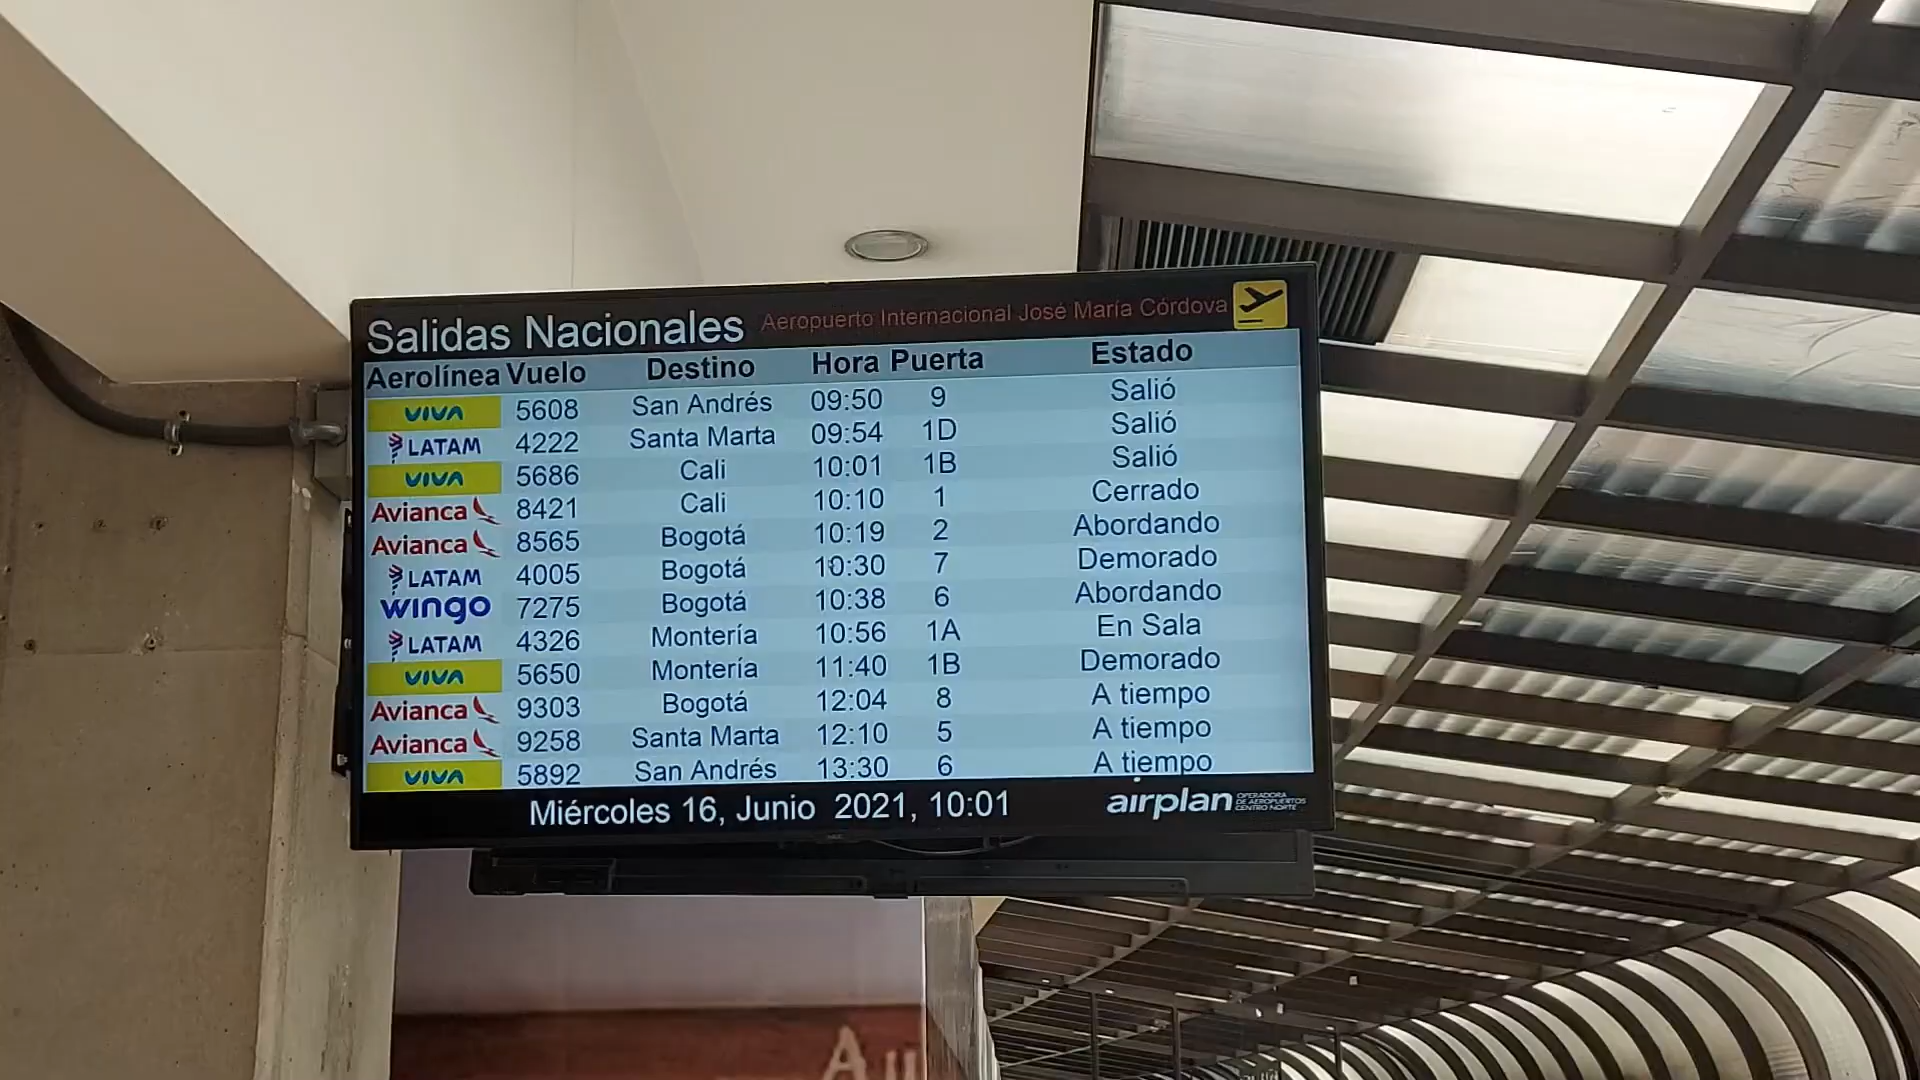 Salidas Nacionales Aeropuerto Internacional José María Córdova
Aerolínea Vuelo Destino Hora Puerta Estado
VIVA 5608 San Andrés 09:50 9 Salió
LATAM 4222 Santa Marta 09:54 1D Salió
VIVA 5686 Cali 10:01 1B Salió
Avianca 8421 Cali 10:10 1 Cerrado
Avianca 8565 Bogotá 10:19 2 Abordando
LATAM 4005 Bogotá 10:30 7 Demorado
wingo 7275 Bogotá 10:38 6 Abordando
LATAM 4326 Montería 10:56 1A En Sala
VIVA 5650 Montería 11:40 1B Demorado
Avianca 9303 Bogotá 12:04 8 A tiempo
Avianca 9258 Santa Marta 12:10 5 A tiempo
VIVA 5892 San Andrés 13:30 6 A tiempo
Miércoles 16, Junio 2021, 10:01 airplan
OPERADORA
DE AEROPUERTOS
CENTRO NORTE